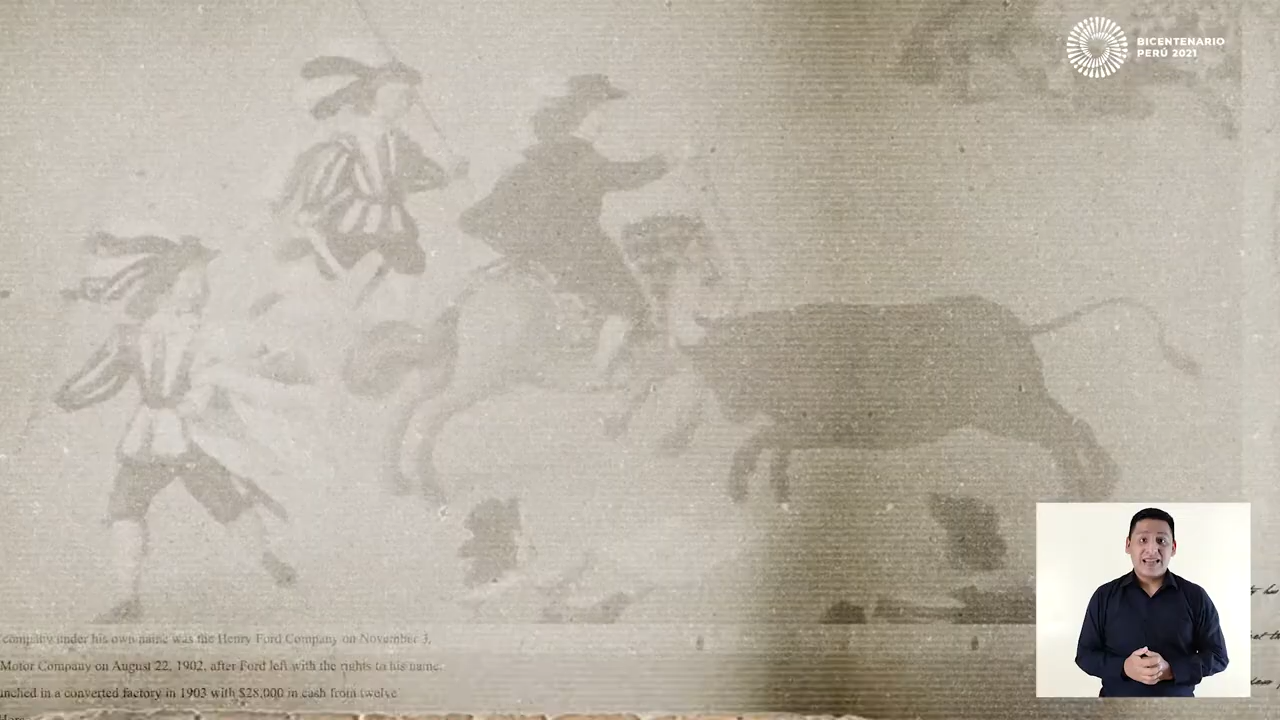 BICENTENARIO
PERÚ 2021
company under his own name was the Henry Ford Company on November 3,
Motor Company on August 22, 1902, after Ford left with the rights to his name.
nched in a converted factory in 1903 with $28,000 in cash from twelve